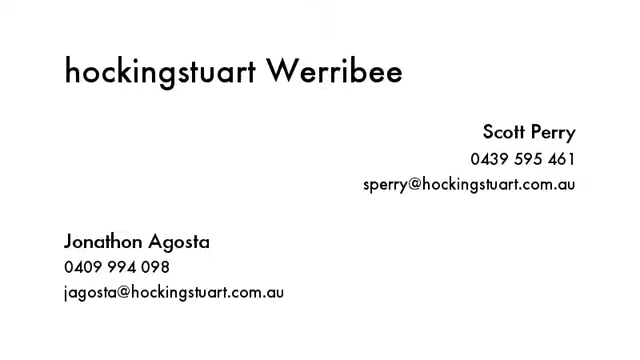 hockingstuart Werribee
Scott Perry
0439 595 461
sperry@hockingstuart.com.au
Jonathon Agosta
0409 994 098
jagosta@hockingstuart.com.au